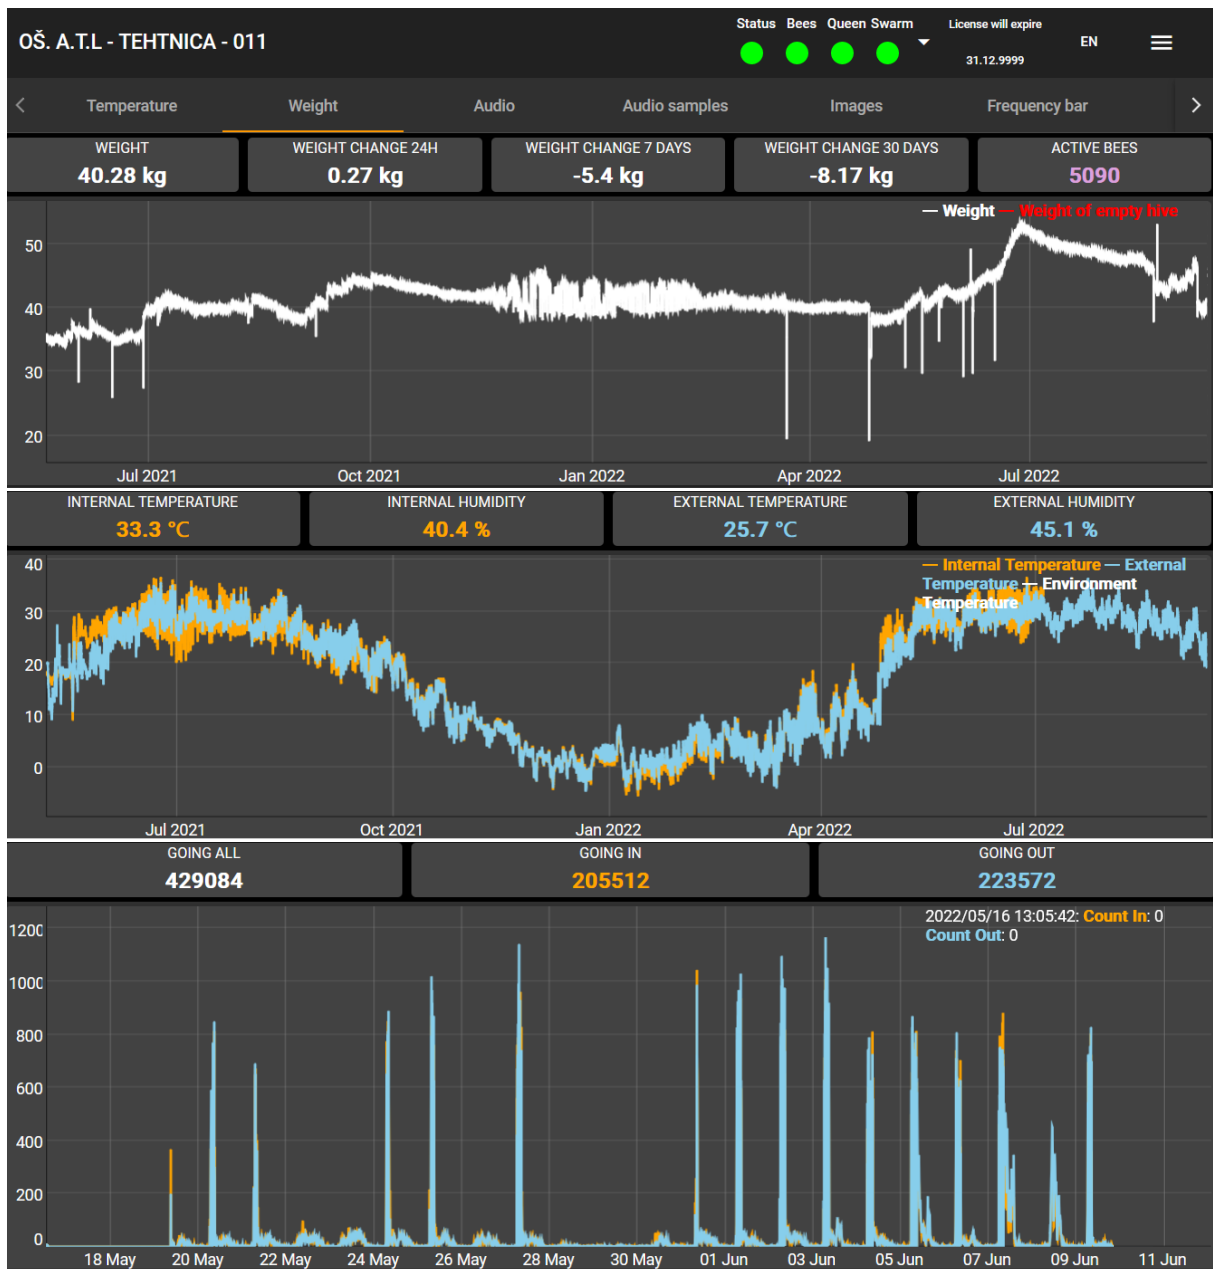 OŠ. A.T.L - TEHTNICA - 011
Status Bees Queen Swarm
License will expire
31.12.9999
EN
Temperature Weight Audio Audio samples Images Frequency bar
WEIGHT
40.28 kg
WEIGHT CHANGE 24H
0.27 kg
WEIGHT CHANGE 7 DAYS
-5.4 kg
WEIGHT CHANGE 30 DAYS
-8.17 kg
ACTIVE BEES
5090
Weight Weight of empty hive
50
40
30
20
Jul 2021 Oct 2021 Jan 2022 Apr 2022 Jul 2022
INTERNAL TEMPERATURE
33.3 °C
INTERNAL HUMIDITY
40.4 %
EXTERNAL TEMPERATURE
25.7 °C
EXTERNAL HUMIDITY
45.1 %
Internal Temperature External
Temperature Environment
Temperature
40
30
20
10
0
Jul 2021 Oct 2021 Jan 2022 Apr 2022 Jul 2022
GOING ALL
429084
GOING IN
205512
GOING OUT
223572
2022/05/16 13:05:42: Count In: 0
Count Out: 0
1200
1000
800
600
400
200
0
18 May 20 May 22 May 24 May 26 May 28 May 30 May 01 Jun 03 Jun 05 Jun 07 Jun 09 Jun 11 Jun